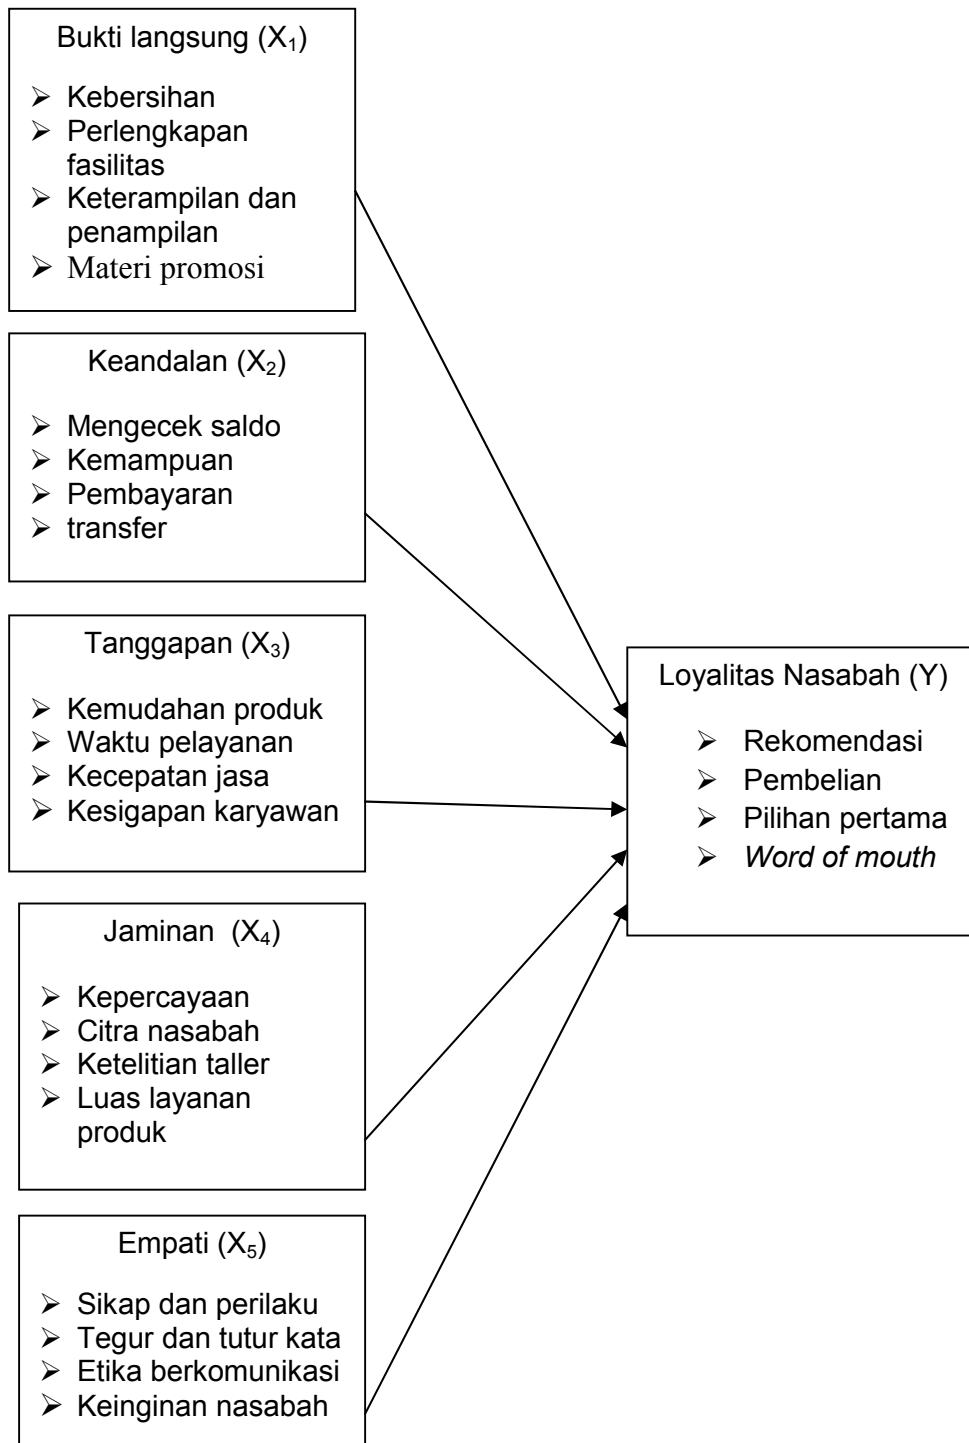 Bukti langsung (X₁)
➢ Kebersihan
➢ Perlengkapan
fasilitas
➢ Keterampilan dan
penampilan
➢ Materi promosi
Keandalan (X₂)
➢ Mengecek saldo
➢ Kemampuan
➢ Pembayaran
➢ transfer
Tanggapan (X₃)
➢ Kemudahan produk
➢ Waktu pelayanan
➢ Kecepatan jasa
➢ Kesigapan karyawan
Jaminan (X₄)
➢ Kepercayaan
➢ Citra nasabah
➢ Ketelitian taller
➢ Luas layanan
produk
Empati (X₅)
➢ Sikap dan perilaku
➢ Tegur dan tutur kata
➢ Etika berkomunikasi
➢ Keinginan nasabah
Loyalitas Nasabah (Y)
➢ Rekomendasi
➢ Pembelian
➢ Pilihan pertama
➢ Word of mouth